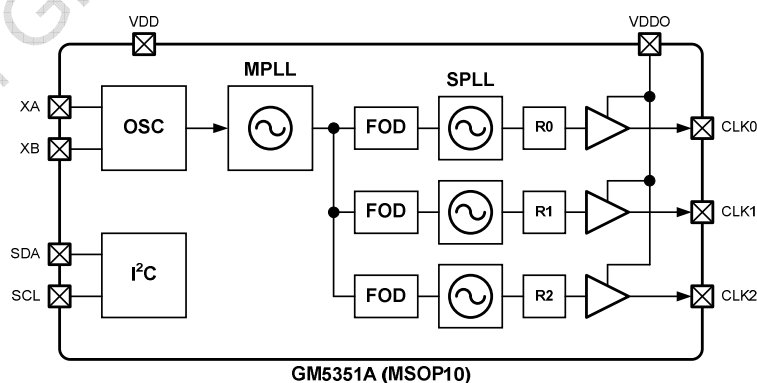 VDD
VDDO
MPLL
SPLL
XA
XB
OSC
FOD
R0
CLK0
FOD
R1
CLK1
SDA
SCL
I²C
FOD
R2
CLK2
GM5351A (MSOP10)